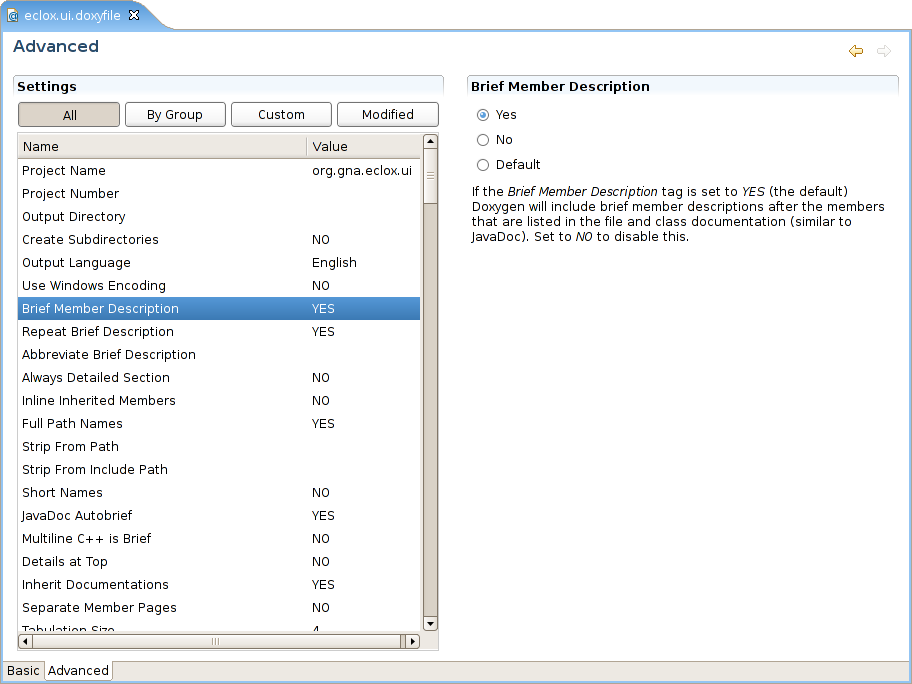 eclox.ui.doxyfile
Advanced
Settings
All By Group Custom Modified
Name Value
Project Name org.gna.eclox.ui
Project Number
Output Directory
Create Subdirectories NO
Output Language English
Use Windows Encoding NO
Brief Member Description YES
Repeat Brief Description YES
Abbreviate Brief Description
Always Detailed Section NO
Inline Inherited Members NO
Full Path Names YES
Strip From Path
Strip From Include Path
Short Names NO
JavaDoc Autobrief YES
Multiline C++ is Brief NO
Details at Top NO
Inherit Documentations YES
Separate Member Pages NO
Tabulation Size 4
Brief Member Description
Yes
No
Default
If the Brief Member Description tag is set to YES (the default)
Doxygen will include brief member descriptions after the members
that are listed in the file and class documentation (similar to
JavaDoc). Set to NO to disable this.
Basic Advanced